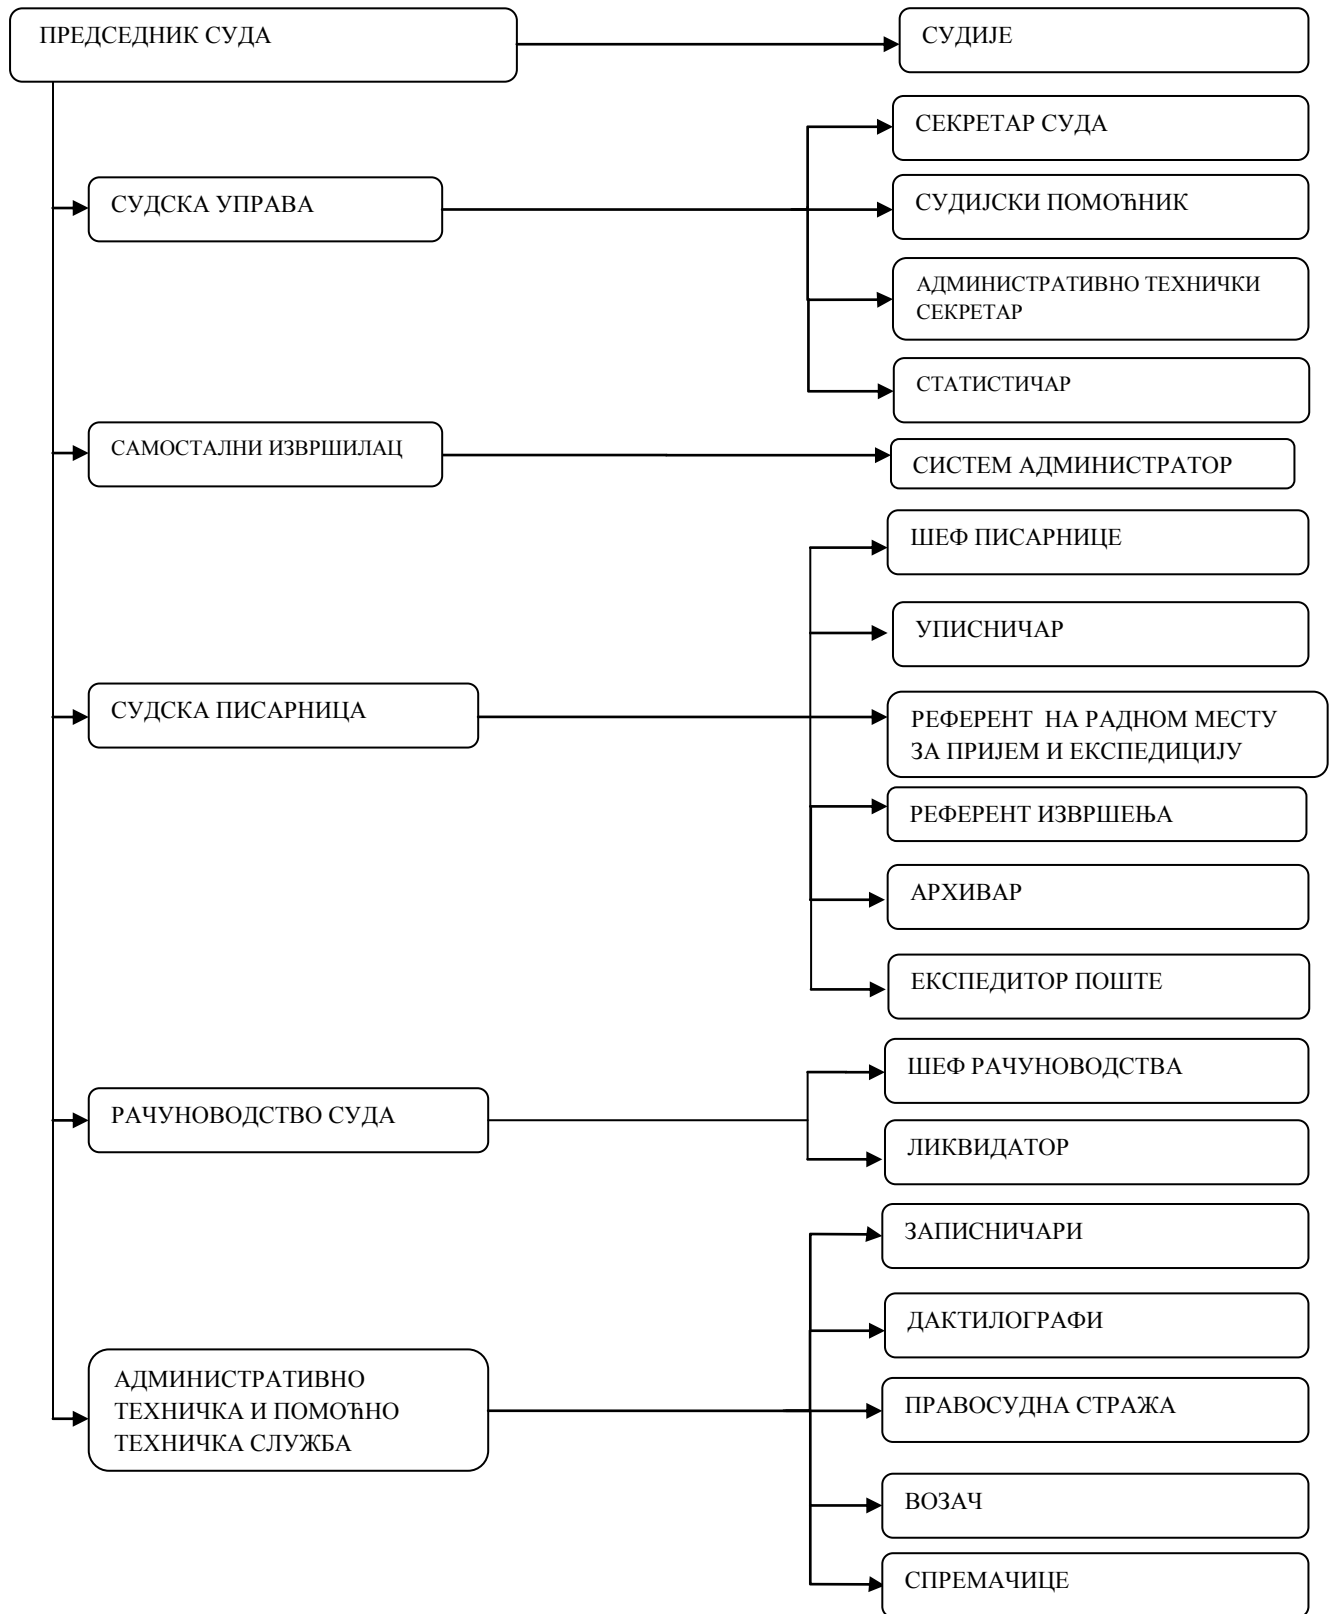 ПРЕДСЕДНИК СУДА
СУДИЈЕ
СЕКРЕТАР СУДА
СУДСКА УПРАВА
СУДИЈСКИ ПОМОЋНИК
АДМИНИСТРАТИВНО ТЕХНИЧКИ
СЕКРЕТАР
СТАТИСТИЧАР
САМОСТАЛНИ ИЗВРШИЛАЦ
СИСТЕМ АДМИНИСТРАТОР
ШЕФ ПИСАРНИЦЕ
УПИСНИЧАР
СУДСКА ПИСАРНИЦА
РЕФЕРЕНТ НА РАДНОМ МЕСТУ
ЗА ПРИЈЕМ И ЕКСПЕДИЦИЈУ
РЕФЕРЕНТ ИЗВРШЕЊА
АРХИВАР
ЕКСПЕДИТОР ПОШТЕ
ШЕФ РАЧУНОВОДСТВА
РАЧУНОВОДСТВО СУДА
ЛИКВИДАТОР
ЗАПИСНИЧАРИ
ДАКТИЛОГРАФИ
АДМИНИСТРАТИВНО
ТЕХНИЧКА И ПОМОЋНО
ТЕХНИЧКА СЛУЖБА
ПРАВОСУДНА СТРАЖА
ВОЗАЧ
СПРЕМАЧИЦЕ